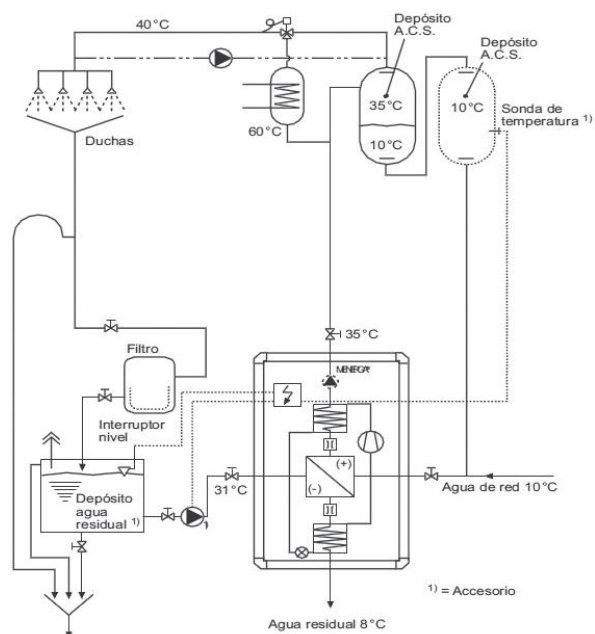 40°C
Depósito
A.C.S.
Depósito
A.C.S.
35°C
10°C
10°C
Sonda de
temperatura ¹⁾
60°C
Duchas
35°C
Filtro
Interruptor
nivel
MENERGA
(+)
(-)
31°C
Agua de red 10°C
Depósito
agua
residual ¹⁾
¹⁾ = Accesorio
Agua residual 8°C